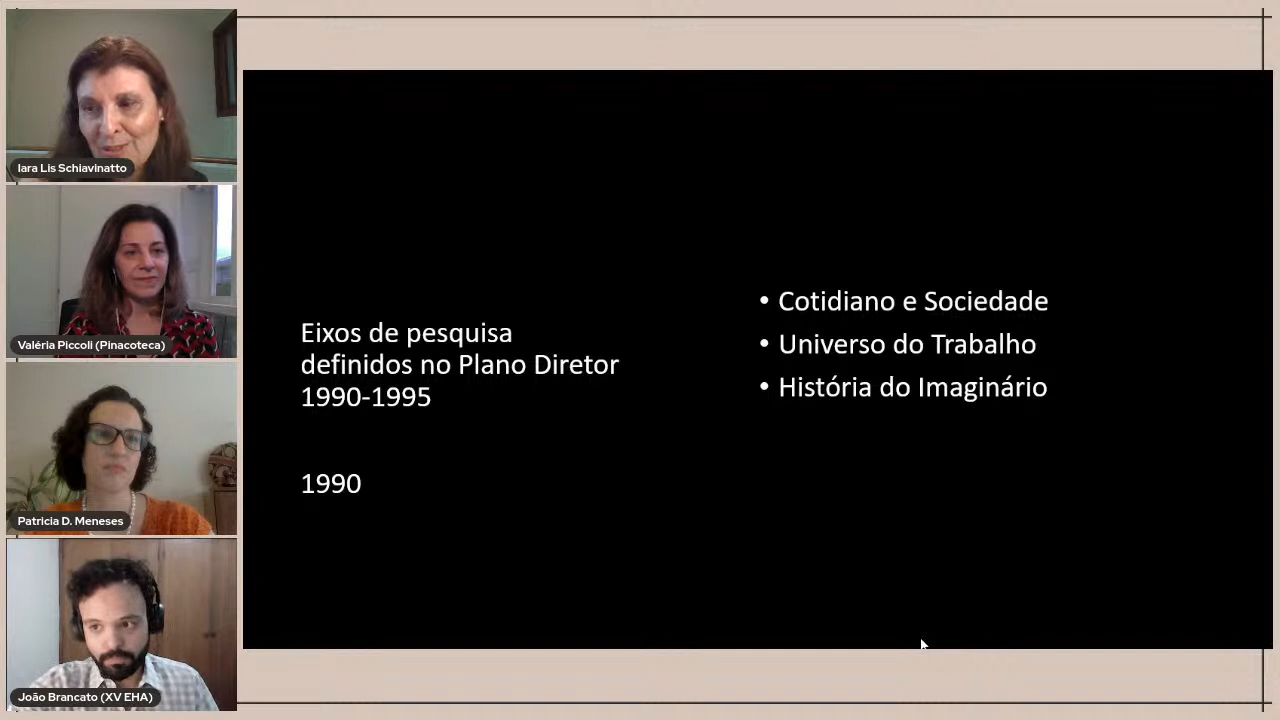 Iara Lis Schiavinatto
Valéria Piccoli (Pinacoteca)
Patricia D. Meneses
João Brancato (XV EHA)
Eixos de pesquisa
definidos no Plano Diretor
1990-1995
1990
• Cotidiano e Sociedade
• Universo do Trabalho
• História do Imaginário